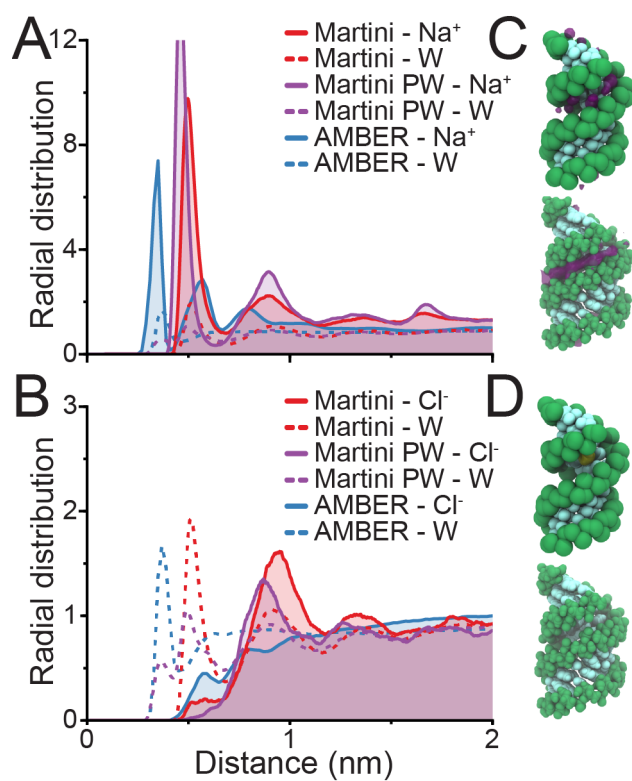 A
Radial distribution
12
8
4
0
Martini - Na⁺
Martini - W
Martini PW - Na⁺
Martini PW - W
AMBER - Na⁺
AMBER - W
C
B
Radial distribution
3
2
1
0
Martini - Cl⁻
Martini - W
Martini PW - Cl⁻
Martini PW - W
AMBER - Cl⁻
AMBER - W
D
0
1
2
Distance (nm)